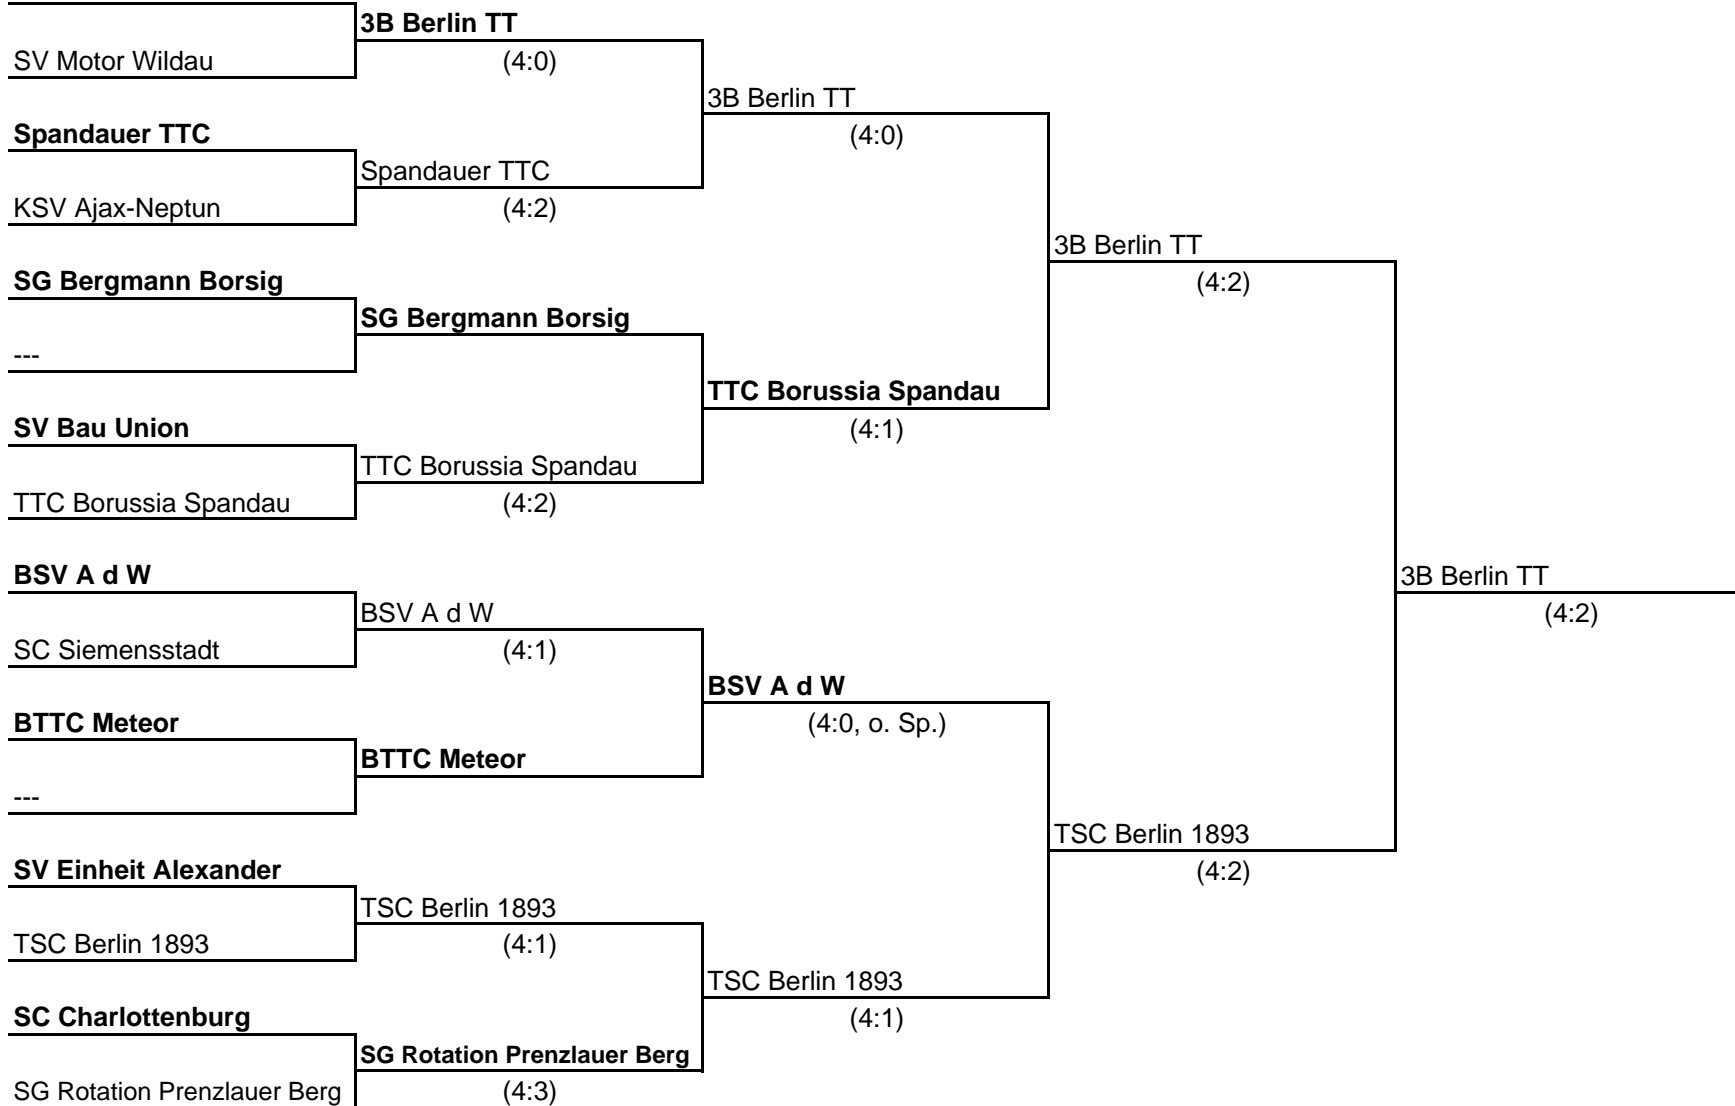 3B Berlin TT
SV Motor Wildau
(4:0)
3B Berlin TT
Spandauer TTC
(4:0)
Spandauer TTC
KSV Ajax-Neptun
(4:2)
3B Berlin TT
SG Bergmann Borsig
(4:2)
SG Bergmann Borsig
---
TTC Borussia Spandau
SV Bau Union
(4:1)
TTC Borussia Spandau
TTC Borussia Spandau
(4:2)
BSV A d W
3B Berlin TT
BSV A d W
(4:2)
SC Siemensstadt
(4:1)
BSV A d W
BTTC Meteor
(4:0, o. Sp.)
BTTC Meteor
---
TSC Berlin 1893
SV Einheit Alexander
(4:2)
TSC Berlin 1893
TSC Berlin 1893
(4:1)
TSC Berlin 1893
SC Charlottenburg
(4:1)
SG Rotation Prenzlauer Berg
SG Rotation Prenzlauer Berg
(4:3)